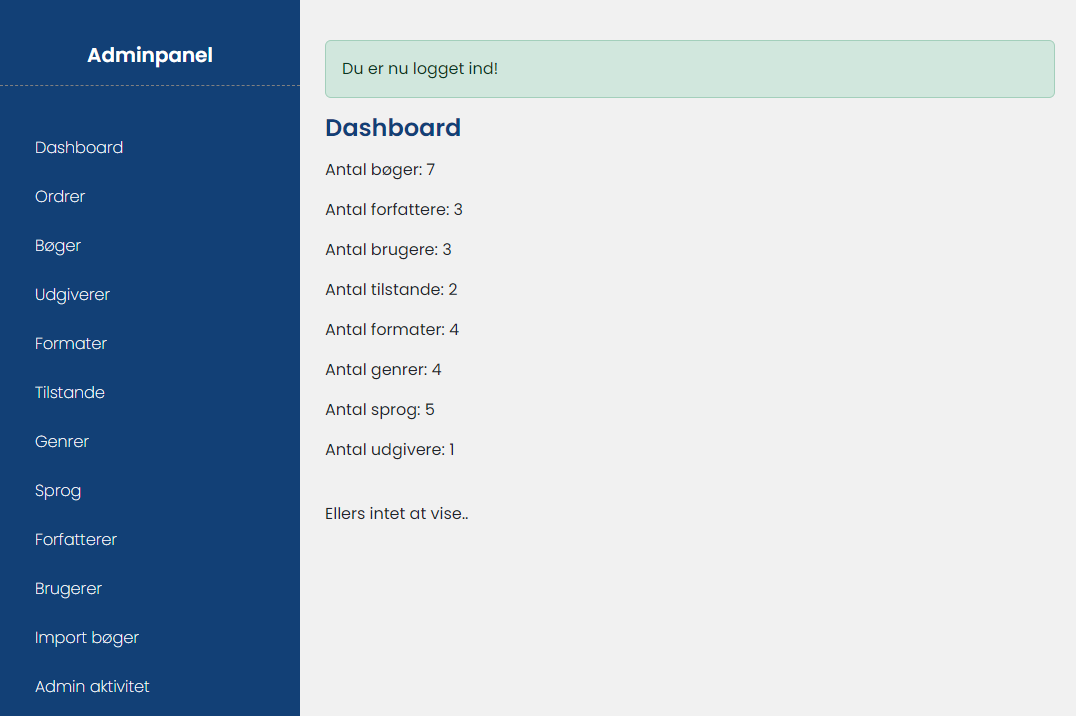 Adminpanel
Dashboard
Ordrer
Bøger
Udgiverer
Formater
Tilstande
Genrer
Sprog
Forfatterer
Brugerer
Import bøger
Admin aktivitet
Du er nu logget ind!
Dashboard
Antal bøger: 7
Antal forfattere: 3
Antal brugere: 3
Antal tilstande: 2
Antal formater: 4
Antal genrer: 4
Antal sprog: 5
Antal udgivere: 1
Ellers intet at vise..